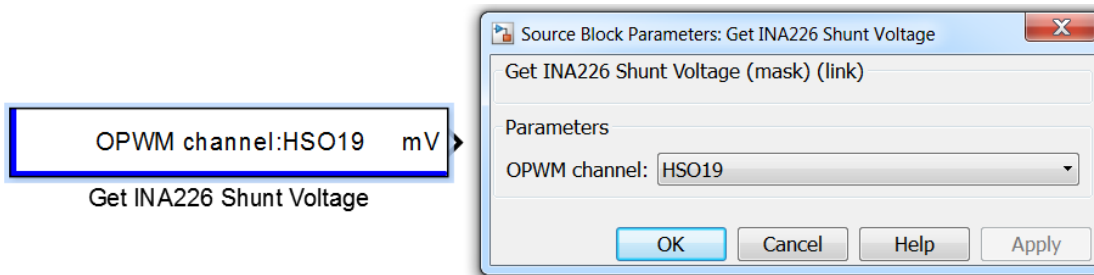 OPWM channel:HSO19 mV
Get INA226 Shunt Voltage
Source Block Parameters: Get INA226 Shunt Voltage
X
Get INA226 Shunt Voltage (mask) (link)
Parameters
OPWM channel: HSO19
OK Cancel Help Apply